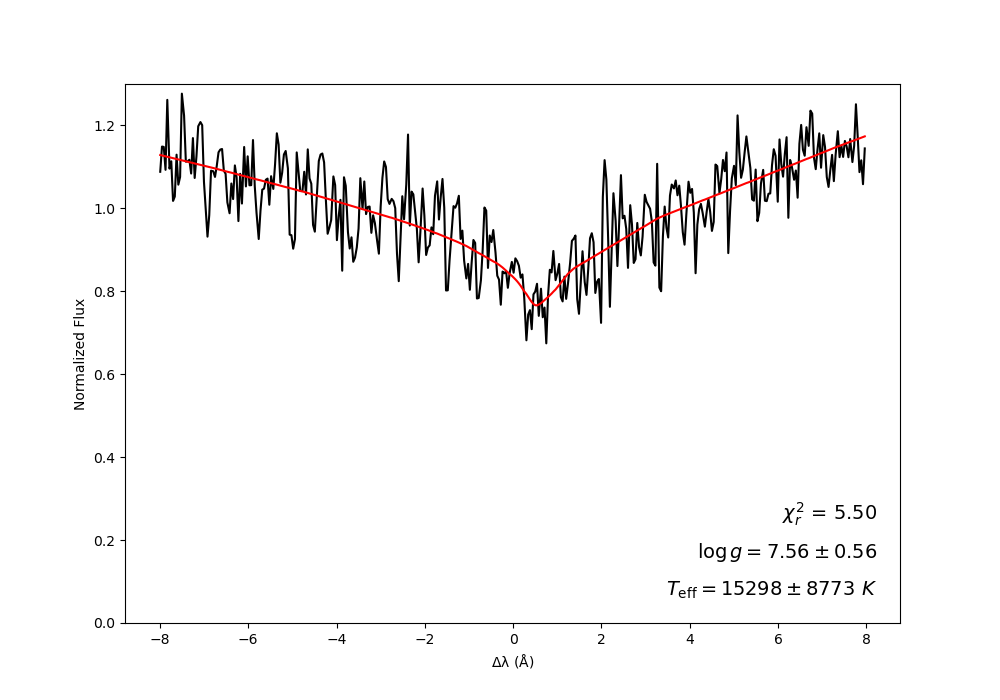 1.2
1.0
0.8
0.6
0.4
0.2
0.0
Normalized Flux
χ²ᵣ = 5.50
log g = 7.56 ± 0.56
T_eff = 15298 ± 8773 K
−8 −6 −4 −2 0 2 4 6 8
Δλ (Å)